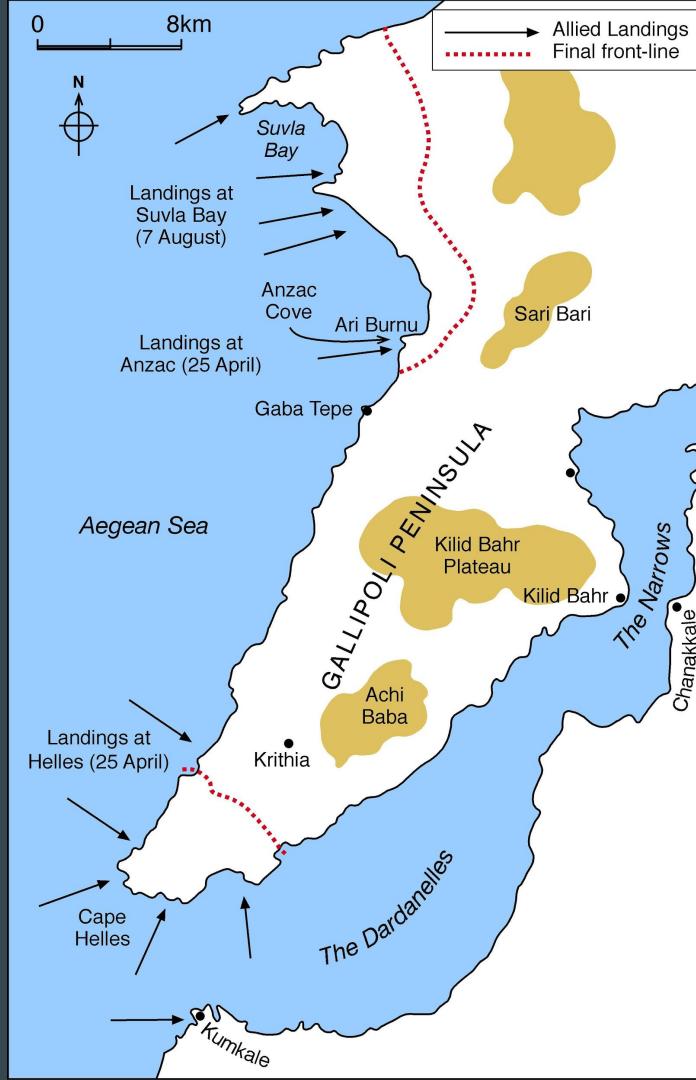 0 8km
Allied Landings
Final front-line
N
Suvla
Bay
Landings at
Suvla Bay
(7 August)
Anzac
Cove
Ari Burnu
Sari Bari
Landings at
Anzac (25 April)
Gaba Tepe
GALLIPOLI PENINSULA
Aegean Sea
Kilid Bahr
Plateau
Kilid Bahr
The Narrows
Chanakkale
Achi
Baba
Landings at
Helles (25 April)
Krithia
Cape
Helles
The Dardanelles
Kumkale